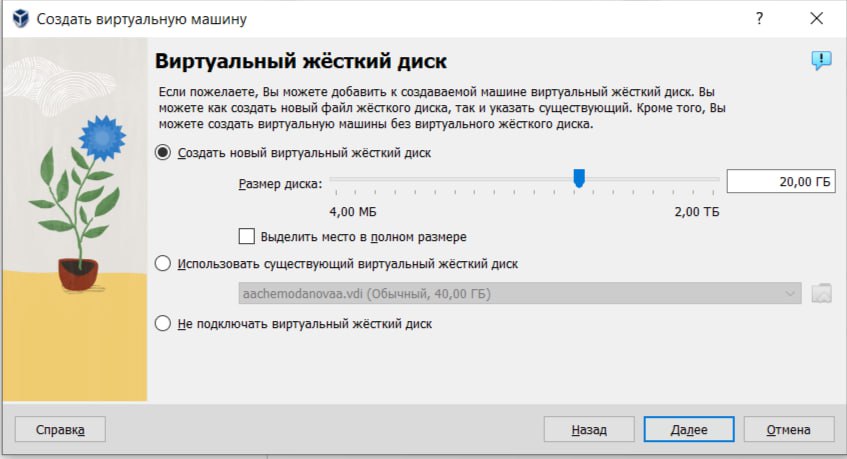 Создать виртуальную машину
Виртуальный жёсткий диск
Если пожелаете, Вы можете добавить к создаваемой машине виртуальный жёсткий диск. Вы
можете как создать новый файл жёсткого диска, так и указать существующий. Кроме того, Вы
можете создать виртуальную машины без виртуального жёсткого диска.
Создать новый виртуальный жёсткий диск
Размер диска:
20,00 ГБ
4,00 МБ
2,00 ТБ
Выделить место в полном размере
Использовать существующий виртуальный жёсткий диск
aachemodanovaa.vdi (Обычный, 40,00 ГБ)
Не подключать виртуальный жёсткий диск
Справка
Назад
Далее
Отмена